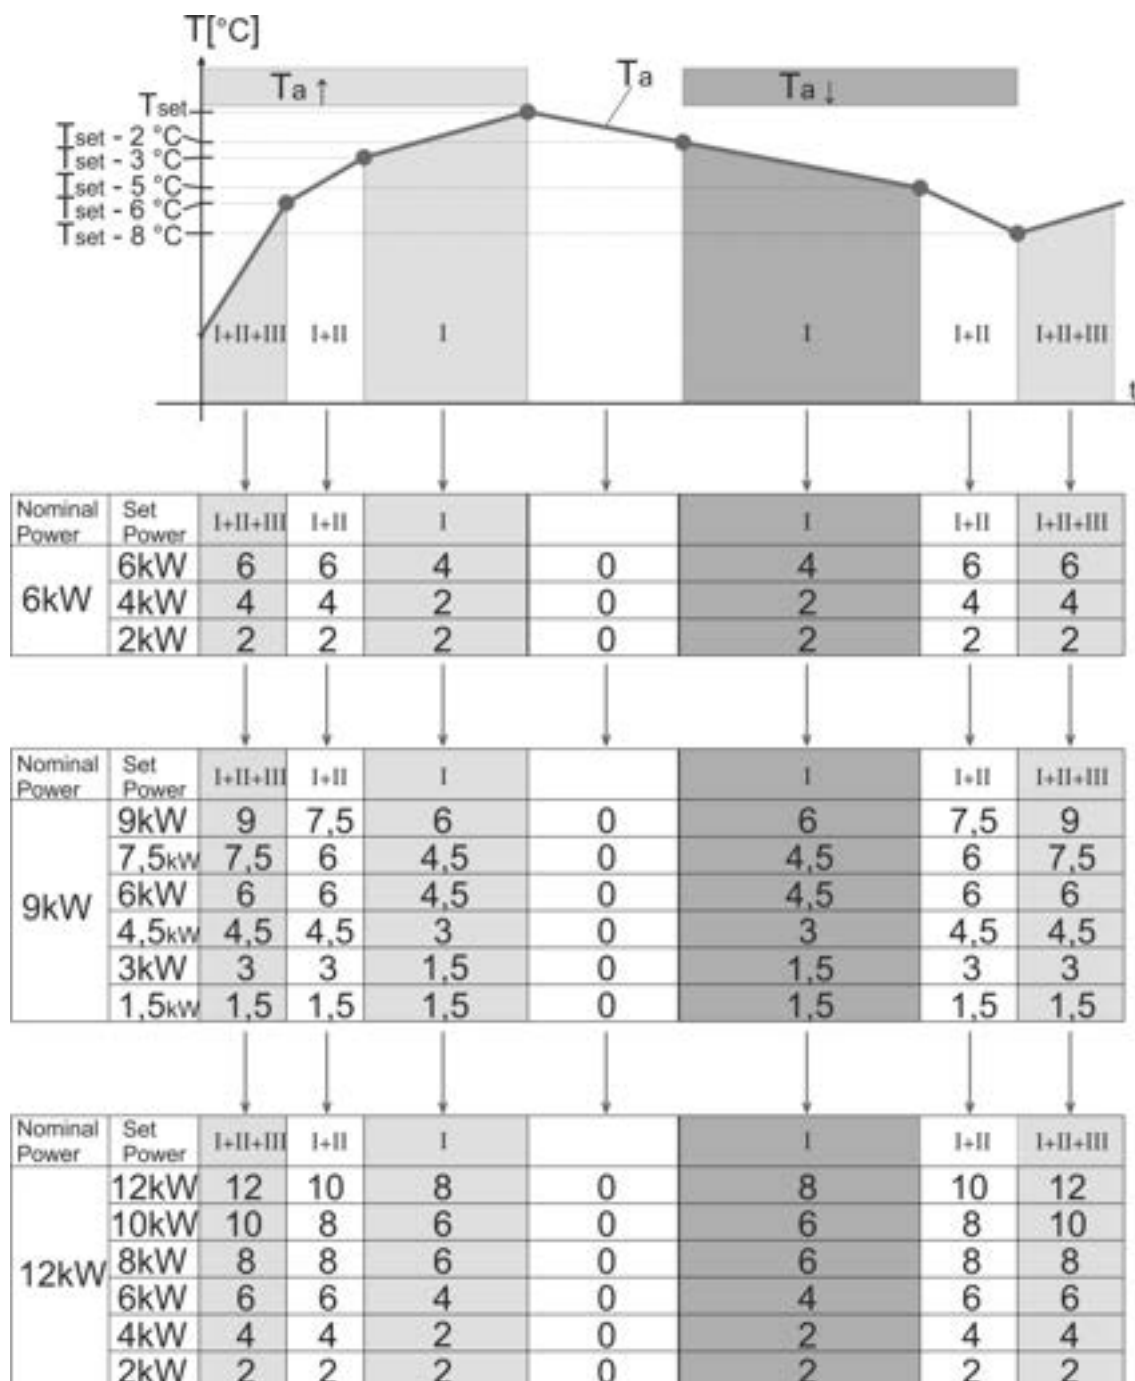 T[°C]
Ta ↑
Ta
Ta ↓
Tset
Tset - 2 °C
Tset - 3 °C
Tset - 5 °C
Tset - 6 °C
Tset - 8 °C
I+II+III I+II I I I+II I+II+III
t
Nominal Power Set Power I+II+III I+II I I I+II I+II+III
6kW
6kW 6 6 4 0 4 6 6
4kW 4 4 2 0 2 4 4
2kW 2 2 2 0 2 2 2
Nominal Power Set Power I+II+III I+II I I I+II I+II+III
9kW
9kW 9 7,5 6 0 6 7,5 9
7,5kW 7,5 6 4,5 0 4,5 6 7,5
6kW 6 6 4,5 0 4,5 6 6
4,5kW 4,5 4,5 3 0 3 4,5 4,5
3kW 3 3 1,5 0 1,5 3 3
1,5kW 1,5 1,5 1,5 0 1,5 1,5 1,5
Nominal Power Set Power I+II+III I+II I I I+II I+II+III
12kW
12kW 12 10 8 0 8 10 12
10kW 10 8 6 0 6 8 10
8kW 8 8 6 0 6 8 8
6kW 6 6 4 0 4 6 6
4kW 4 4 2 0 2 4 4
2kW 2 2 2 0 2 2 2